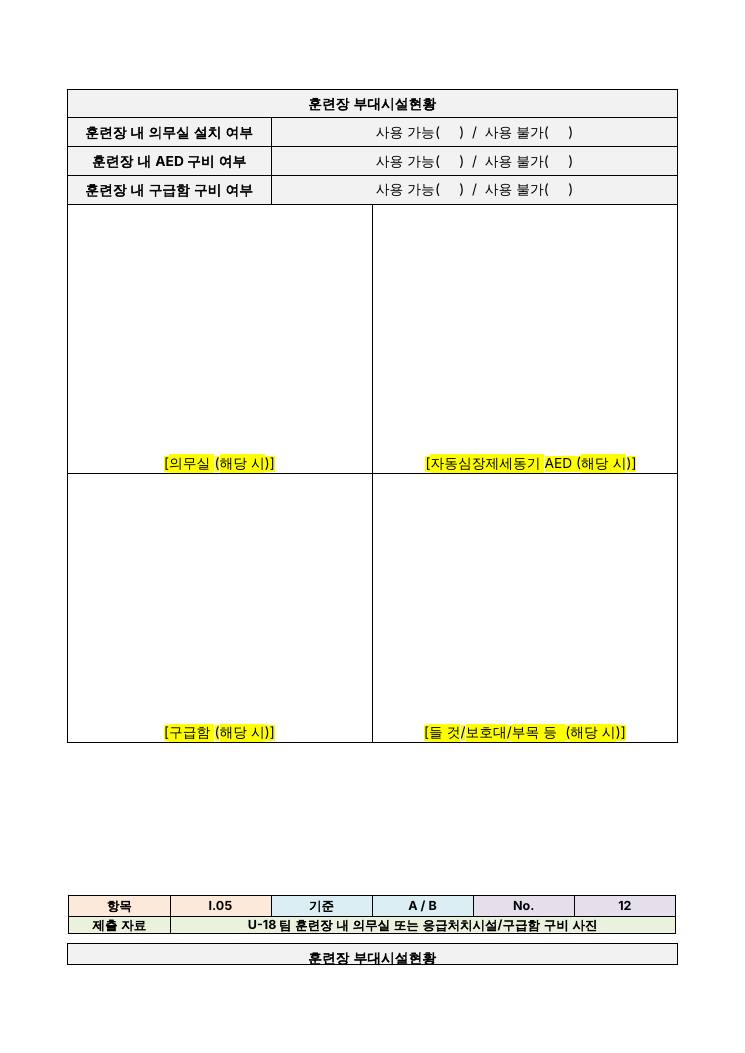 훈련장 부대시설현황
훈련장 내 의무실 설치 여부 사용 가능( ) / 사용 불가( )
훈련장 내 AED 구비 여부 사용 가능( ) / 사용 불가( )
훈련장 내 구급함 구비 여부 사용 가능( ) / 사용 불가( )
[의무실 (해당 시)] [자동심장제세동기 AED (해당 시)]
[구급함 (해당 시)] [들 것/보호대/부목 등 (해당 시)]
항목 I.05 기준 A / B No. 12
제출 자료 U-18 팀 훈련장 내 의무실 또는 응급처치시설/구급함 구비 사진
훈련장 부대시설현황